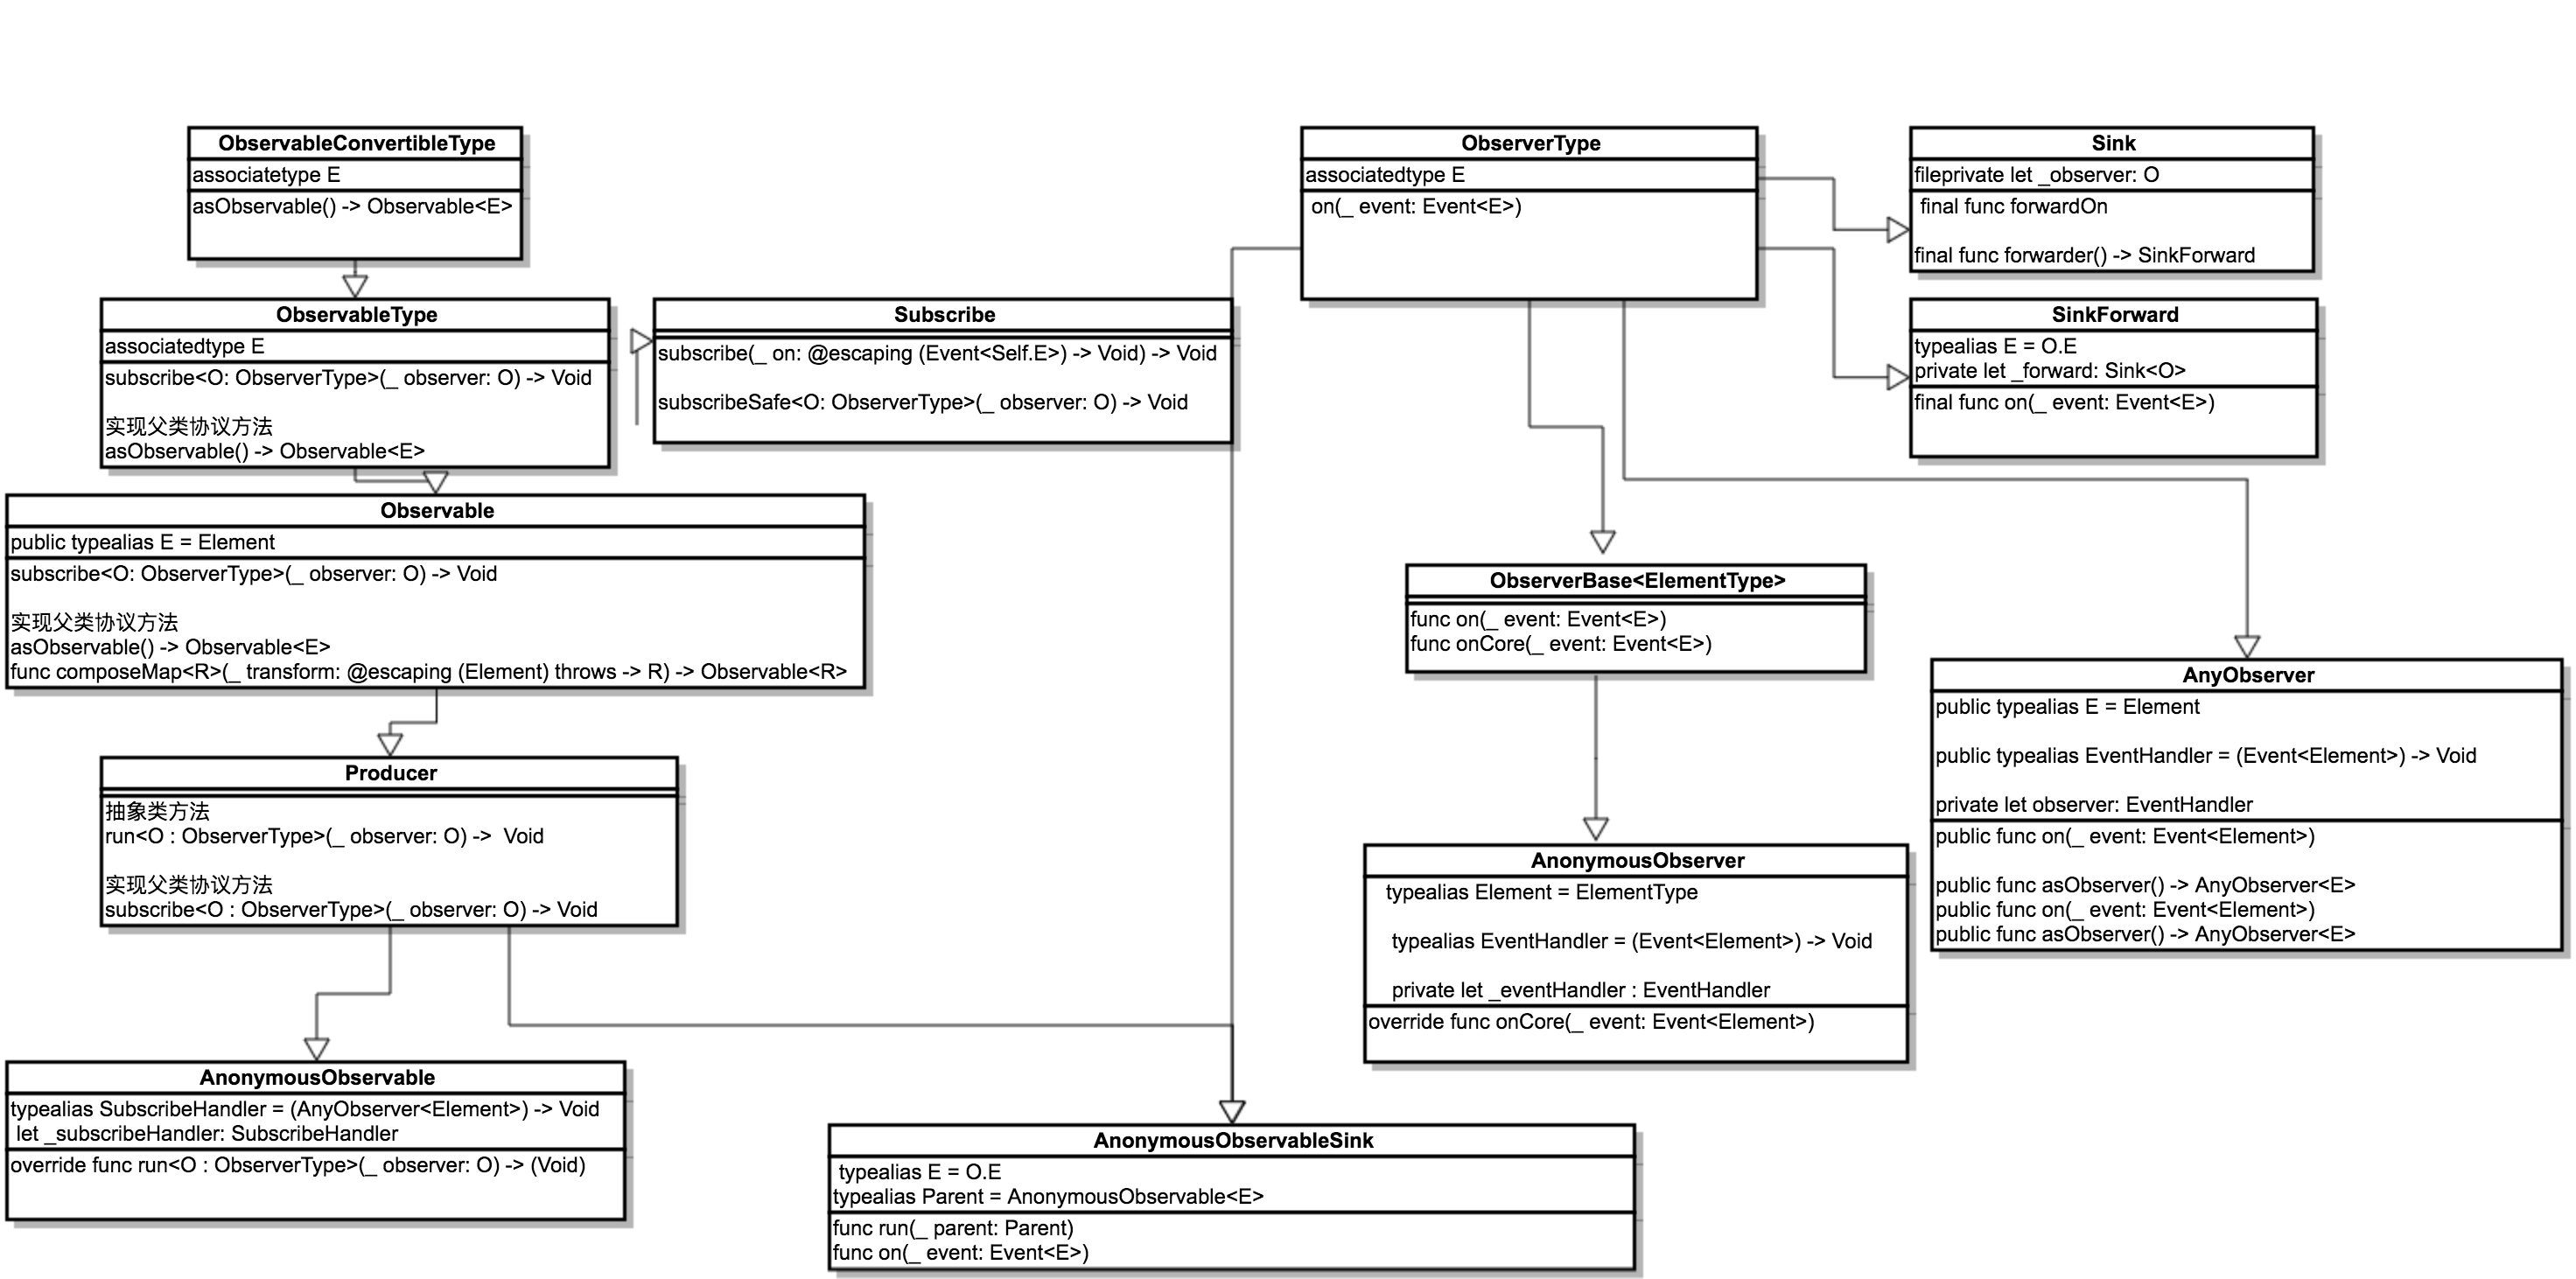 ObservableConvertibleType
associatetype E
asObservable() -> Observable<E>
ObservableType
associatedtype E
subscribe<O: ObserverType>(_ observer: O) -> Void
实现父类协议方法
asObservable() -> Observable<E>
Subscribe
subscribe(_ on: @escaping (Event<Self.E>) -> Void) -> Void
subscribeSafe<O: ObserverType>(_ observer: O) -> Void
Observable
public typealias E = Element
subscribe<O: ObserverType>(_ observer: O) -> Void
实现父类协议方法
asObservable() -> Observable<E>
func composeMap<R>(_ transform: @escaping (Element) throws -> R) -> Observable<R>
Producer
抽象类方法
run<O : ObserverType>(_ observer: O) -> Void
实现父类协议方法
subscribe<O : ObserverType>(_ observer: O) -> Void
AnonymousObservable
typealias SubscribeHandler = (AnyObserver<Element>) -> Void
let _subscribeHandler: SubscribeHandler
override func run<O : ObserverType>(_ observer: O) -> (Void)
ObserverType
associatedtype E
on(_ event: Event<E>)
Sink
fileprivate let _observer: O
final func forwardOn
final func forwarder() -> SinkForward
SinkForward
typealias E = O.E
private let _forward: Sink<O>
final func on(_ event: Event<E>)
ObserverBase<ElementType>
func on(_ event: Event<E>)
func onCore(_ event: Event<E>)
AnyObserver
public typealias E = Element
public typealias EventHandler = (Event<Element>) -> Void
private let observer: EventHandler
public func on(_ event: Event<Element>)
public func asObserver() -> AnyObserver<E>
public func on(_ event: Event<Element>)
public func asObserver() -> AnyObserver<E>
AnonymousObserver
typealias Element = ElementType
typealias EventHandler = (Event<Element>) -> Void
private let _eventHandler : EventHandler
override func onCore(_ event: Event<Element>)
AnonymousObservableSink
typealias E = O.E
typealias Parent = AnonymousObservable<E>
func run(_ parent: Parent)
func on(_ event: Event<E>)